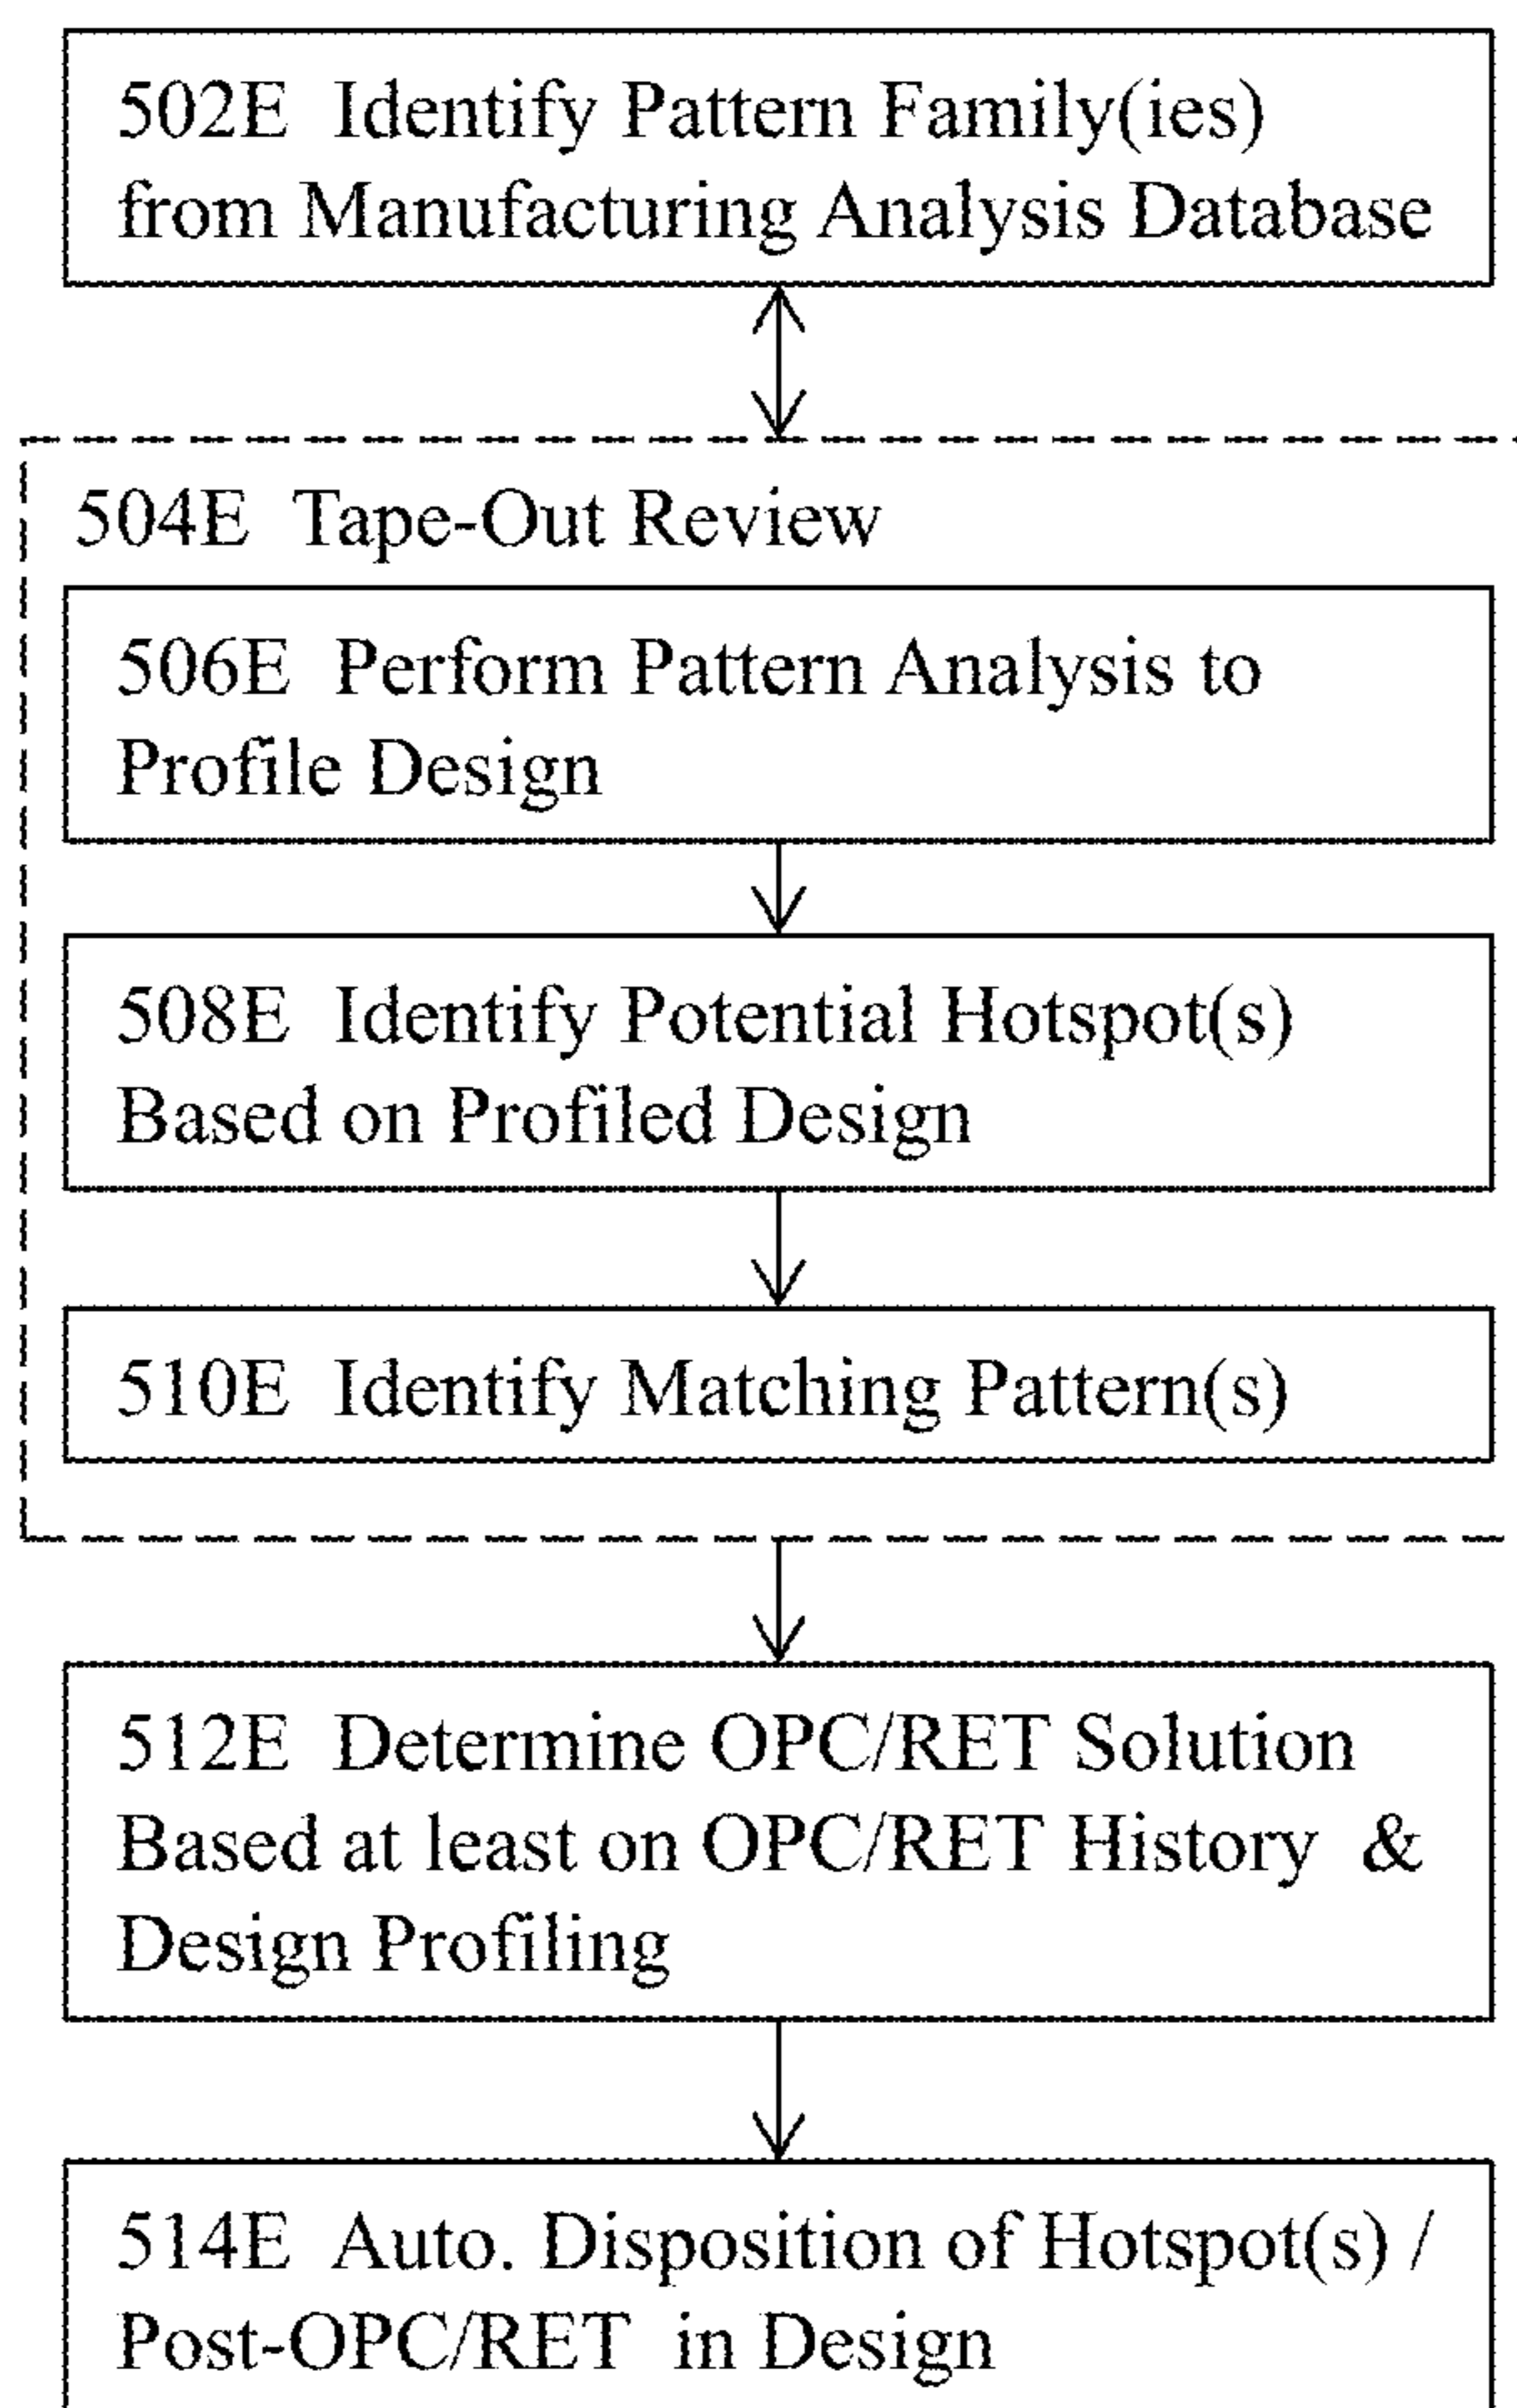 502E Identify Pattern Family(ies)
from Manufacturing Analysis Database
504E Tape-Out Review
506E Perform Pattern Analysis to
Profile Design
508E Identify Potential Hotspot(s)
Based on Profiled Design
510E Identify Matching Pattern(s)
512E Determine OPC/RET Solution
Based at least on OPC/RET History &
Design Profiling
514E Auto. Disposition of Hotspot(s) /
Post-OPC/RET in Design